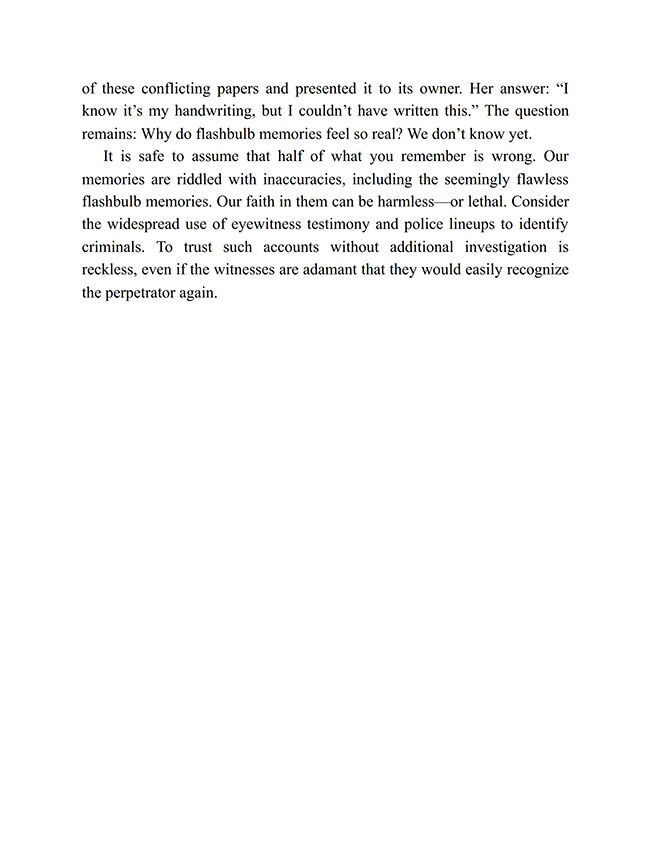 of these conflicting papers and presented it to its owner. Her answer: “I
know it’s my handwriting, but I couldn’t have written this.” The question
remains: Why do flashbulb memories feel so real? We don’t know yet.
It is safe to assume that half of what you remember is wrong. Our
memories are riddled with inaccuracies, including the seemingly flawless
flashbulb memories. Our faith in them can be harmless—or lethal. Consider
the widespread use of eyewitness testimony and police lineups to identify
criminals. To trust such accounts without additional investigation is
reckless, even if the witnesses are adamant that they would easily recognize
the perpetrator again.